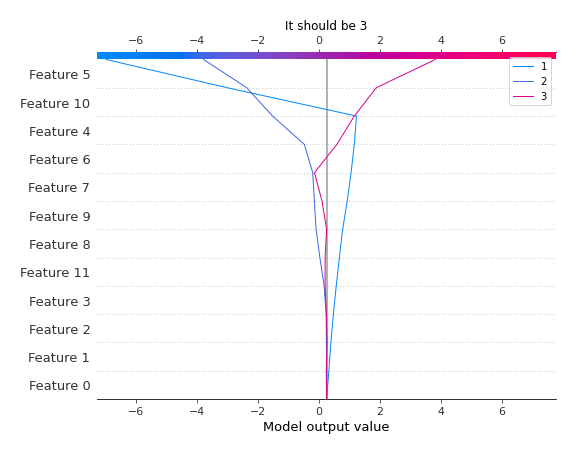 It should be 3
−6 −4 −2 0 2 4 6
1
2
3
Feature 5
Feature 10
Feature 4
Feature 6
Feature 7
Feature 9
Feature 8
Feature 11
Feature 3
Feature 2
Feature 1
Feature 0
−6 −4 −2 0 2 4 6
Model output value